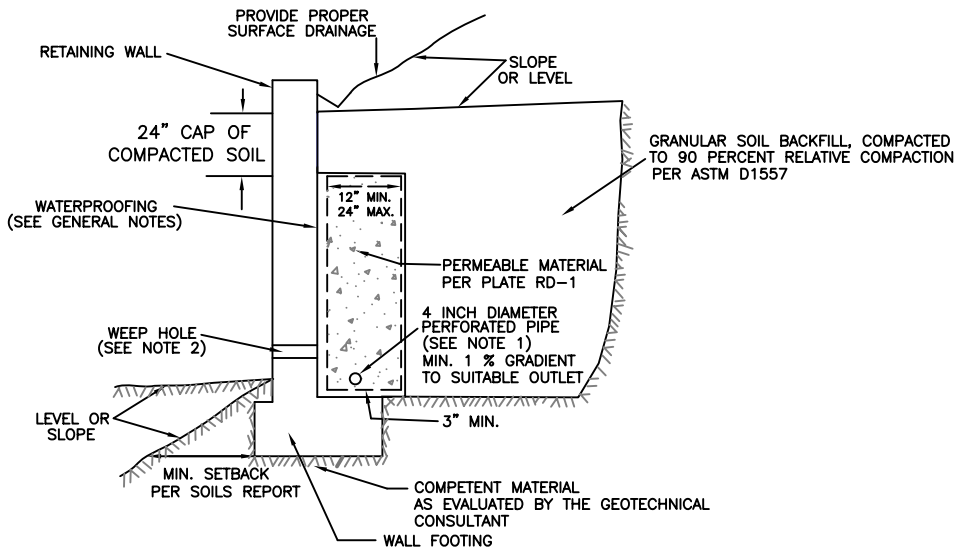 PROVIDE PROPER
SURFACE DRAINAGE
RETAINING WALL
SLOPE
OR LEVEL
24" CAP OF
COMPACTED SOIL
GRANULAR SOIL BACKFILL, COMPACTED
TO 90 PERCENT RELATIVE COMPACTION
PER ASTM D1557
12" MIN.
24" MAX.
WATERPROOFING
(SEE GENERAL NOTES)
PERMEABLE MATERIAL
PER PLATE RD-1
4 INCH DIAMETER
PERFORATED PIPE
(SEE NOTE 1)
MIN. 1 % GRADIENT
TO SUITABLE OUTLET
WEEP HOLE
(SEE NOTE 2)
LEVEL OR
SLOPE
3" MIN.
MIN. SETBACK
PER SOILS REPORT
COMPETENT MATERIAL
AS EVALUATED BY THE GEOTECHNICAL
CONSULTANT
WALL FOOTING